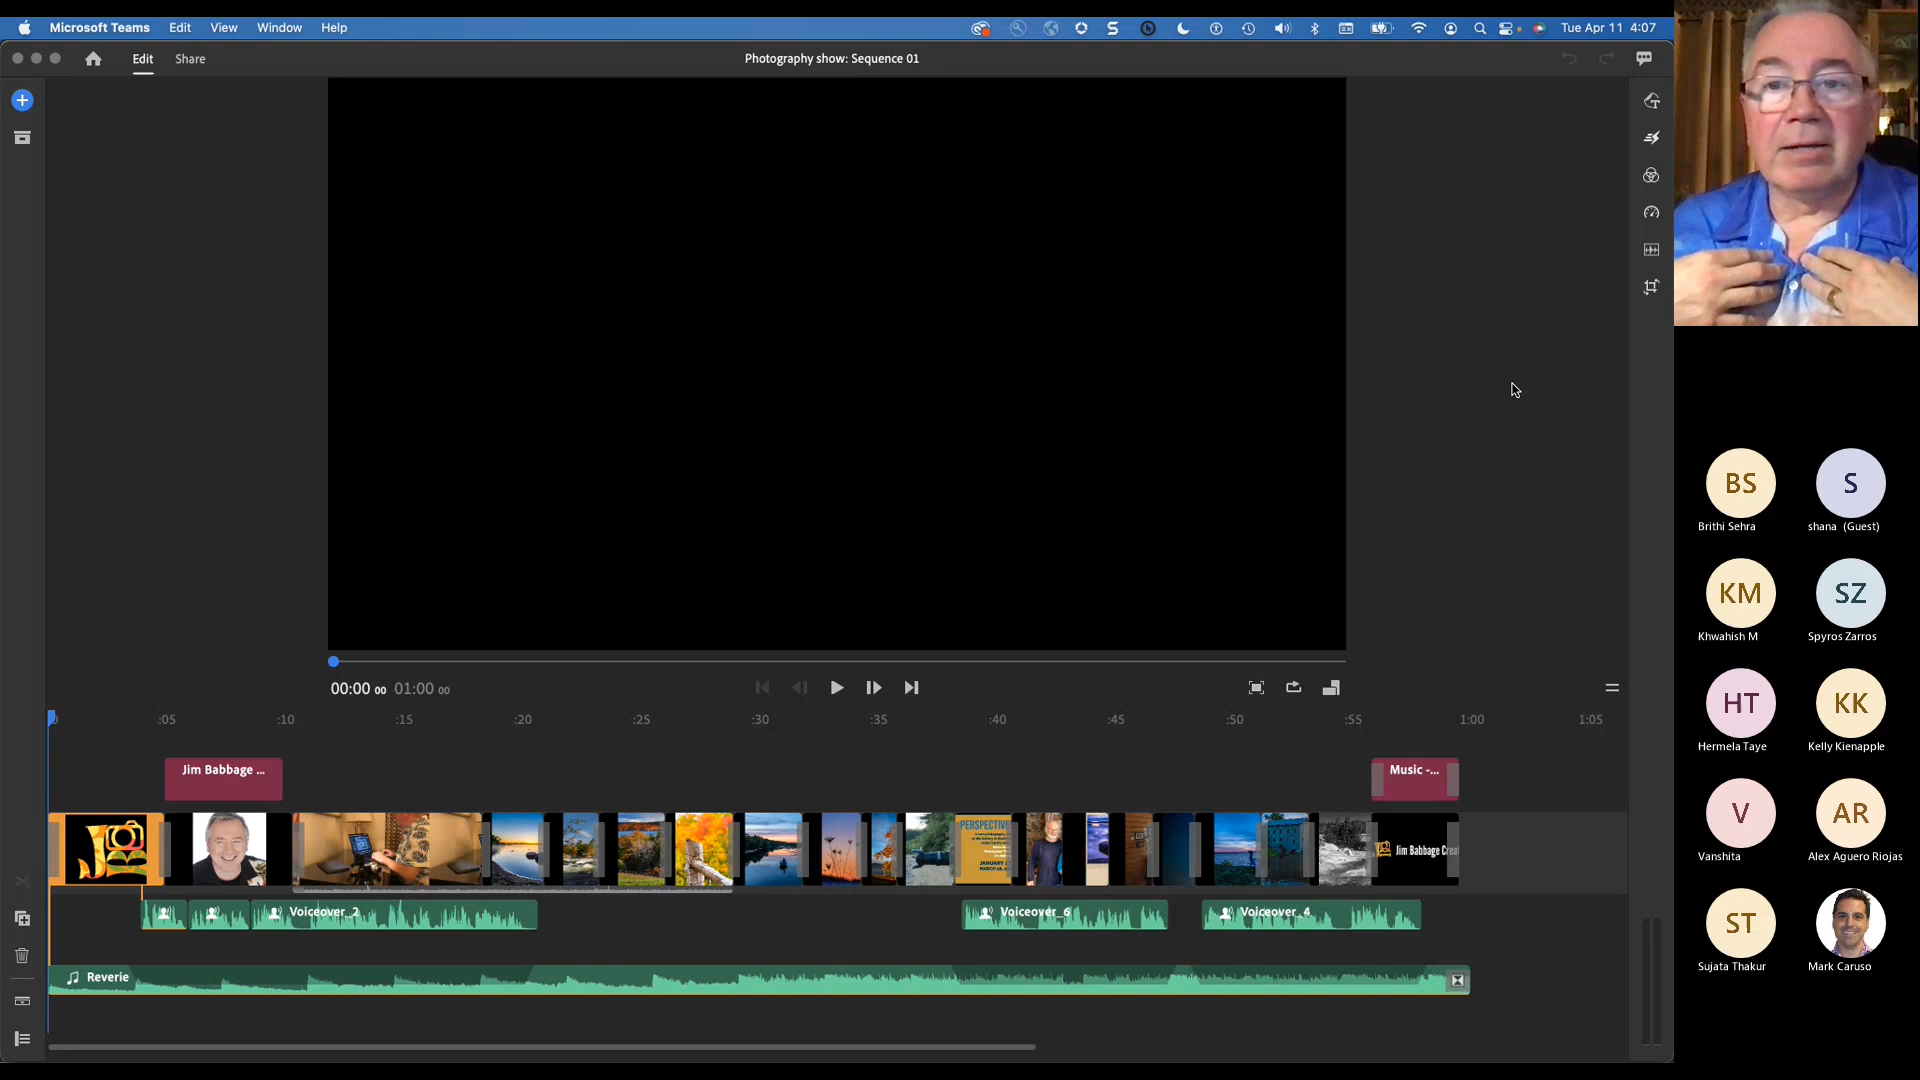 Microsoft Teams Edit View Window Help
Tue Apr 11 4:07
Edit Share
Photography show: Sequence 01
00:00 00 01:00 00
:05 :10 :15 :20 :25 :30 :35 :40 :45 :50 :55 1:00 1:05
Jim Babbage ...
Music -...
PERSPECTIVE
Jim Babbage Crea
Voiceover_2
Voiceover_6
Voiceover_4
Reverie
BS
Brithi Sehra
S
shana (Guest)
KM
Khwahish M
SZ
Spyros Zarros
HT
Hermela Taye
KK
Kelly Kienapple
V
Vanshita
AR
Alex Aguero Riojas
ST
Sujata Thakur
Mark Caruso